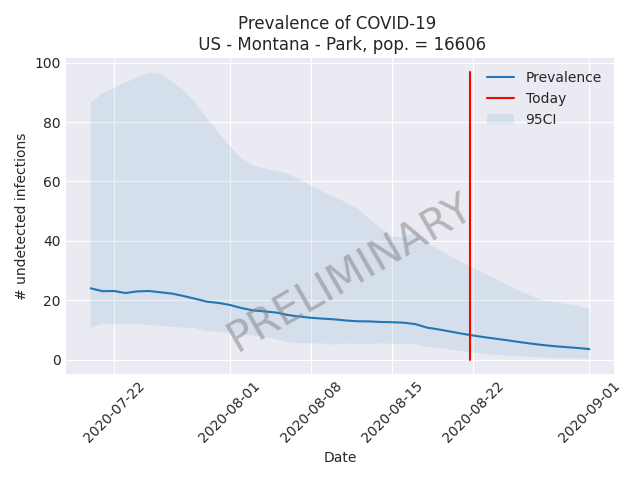 Prevalence of COVID-19
US - Montana - Park, pop. = 16606
100
80
60
40
20
0
# undetected infections
Prevalence
Today
95CI
PRELIMINARY
2020-07-22
2020-08-01
2020-08-08
2020-08-15
2020-08-22
2020-09-01
Date